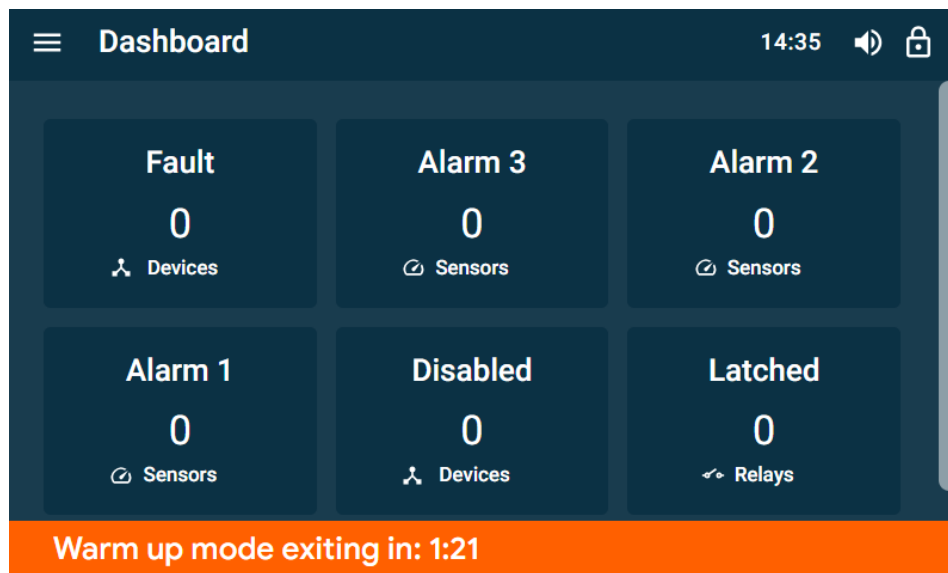 Dashboard 14:35
Fault Alarm 3 Alarm 2
0 0 0
Devices Sensors Sensors
Alarm 1 Disabled Latched
0 0 0
Sensors Devices Relays
Warm up mode exiting in: 1:21